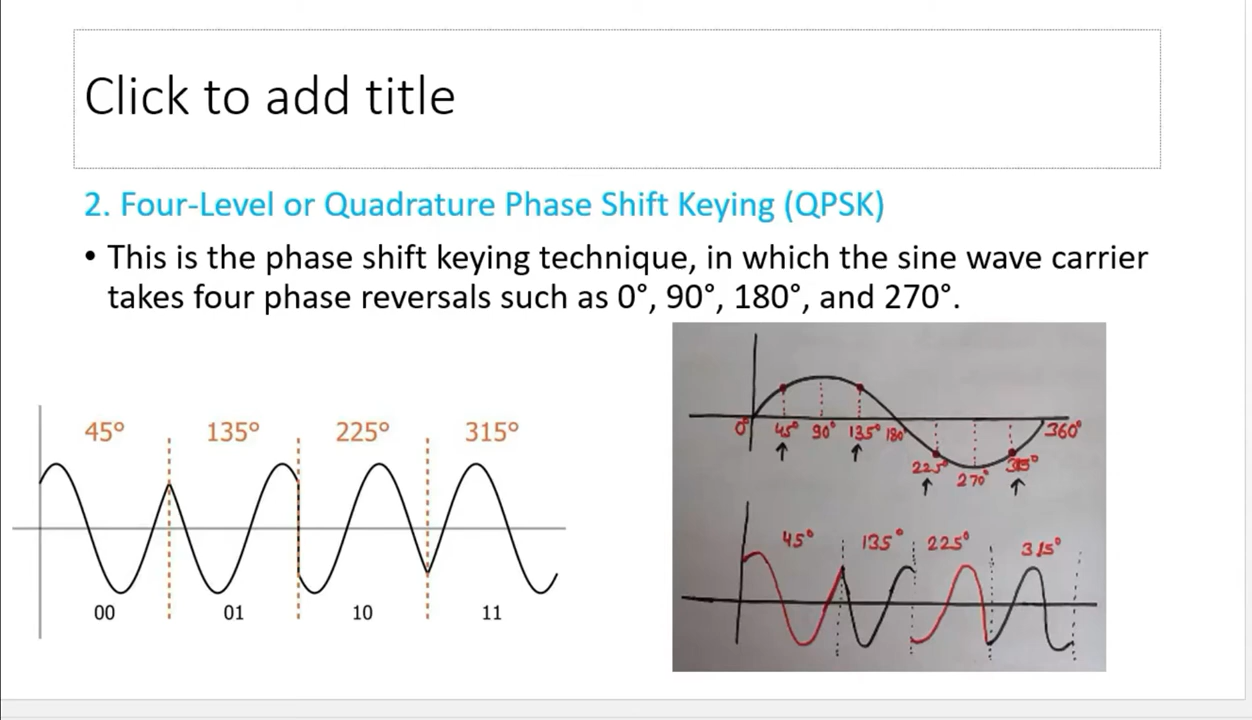 Click to add title
2. Four-Level or Quadrature Phase Shift Keying (QPSK)
• This is the phase shift keying technique, in which the sine wave carrier
takes four phase reversals such as 0°, 90°, 180°, and 270°.
45° 135° 225° 315°
00 01 10 11
0° 45° 90° 135° 180° 360°
225° 270° 315°
45° 135° 225° 315°